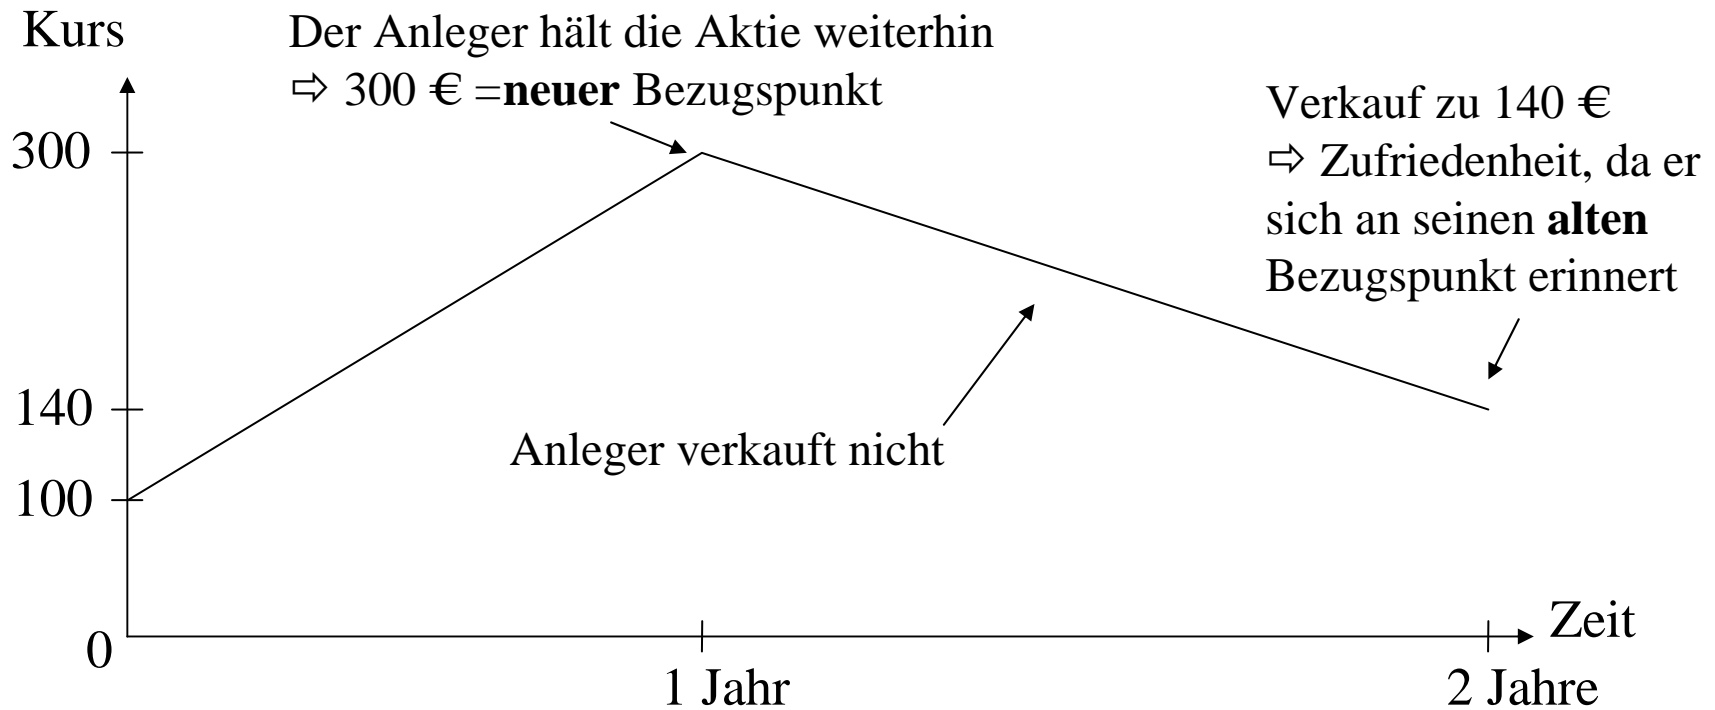 Kurs
Der Anleger hält die Aktie weiterhin
⇨ 300 € =neuer Bezugspunkt
Verkauf zu 140 €
⇨ Zufriedenheit, da er
sich an seinen alten
Bezugspunkt erinnert
300
140
Anleger verkauft nicht
100
0
Zeit
1 Jahr
2 Jahre